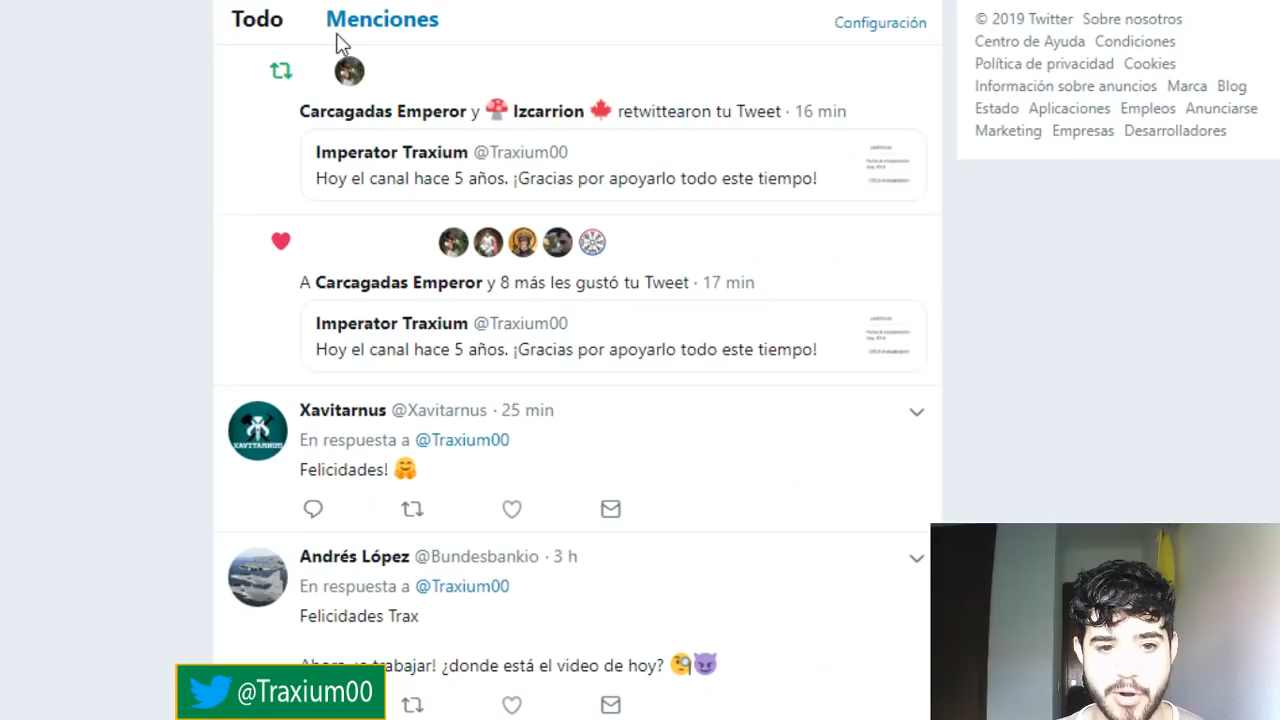 Todo Menciones Configuración
Carcagadas Emperor y 🍄 Izcarrion 🍁 retwittearon tu Tweet · 16 min
Imperator Traxium @Traxium00
Hoy el canal hace 5 años. ¡Gracias por apoyarlo todo este tiempo!
A Carcagadas Emperor y 8 más les gustó tu Tweet · 17 min
Imperator Traxium @Traxium00
Hoy el canal hace 5 años. ¡Gracias por apoyarlo todo este tiempo!
XAVITARNUS
Xavitarnus @Xavitarnus · 25 min
En respuesta a @Traxium00
Felicidades! 🤗
Andrés López @Bundesbankio · 3 h
En respuesta a @Traxium00
Felicidades Trax
trabajar! ¿donde está el video de hoy? 🧐😈
@Traxium00
© 2019 Twitter Sobre nosotros
Centro de Ayuda Condiciones
Política de privacidad Cookies
Información sobre anuncios Marca Blog
Estado Aplicaciones Empleos Anunciarse
Marketing Empresas Desarrolladores